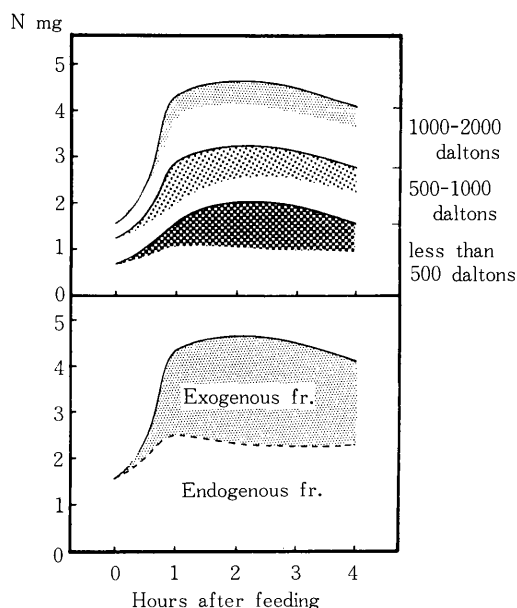 N mg
5
4
3
2
1
0
1000-2000
daltons
500-1000
daltons
less than
500 daltons
5
4
3
2
1
0
Exogenous fr.
Endogenous fr.
0 1 2 3 4
Hours after feeding